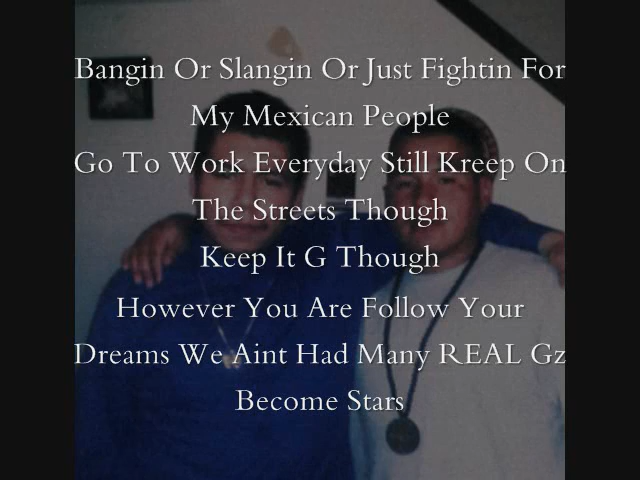 Bangin Or Slangin Or Just Fightin For
My Mexican People
Go To Work Everyday Still Kreep On
The Streets Though
Keep It G Though
However You Are Follow Your
Dreams We Aint Had Many REAL Gz
Become Stars